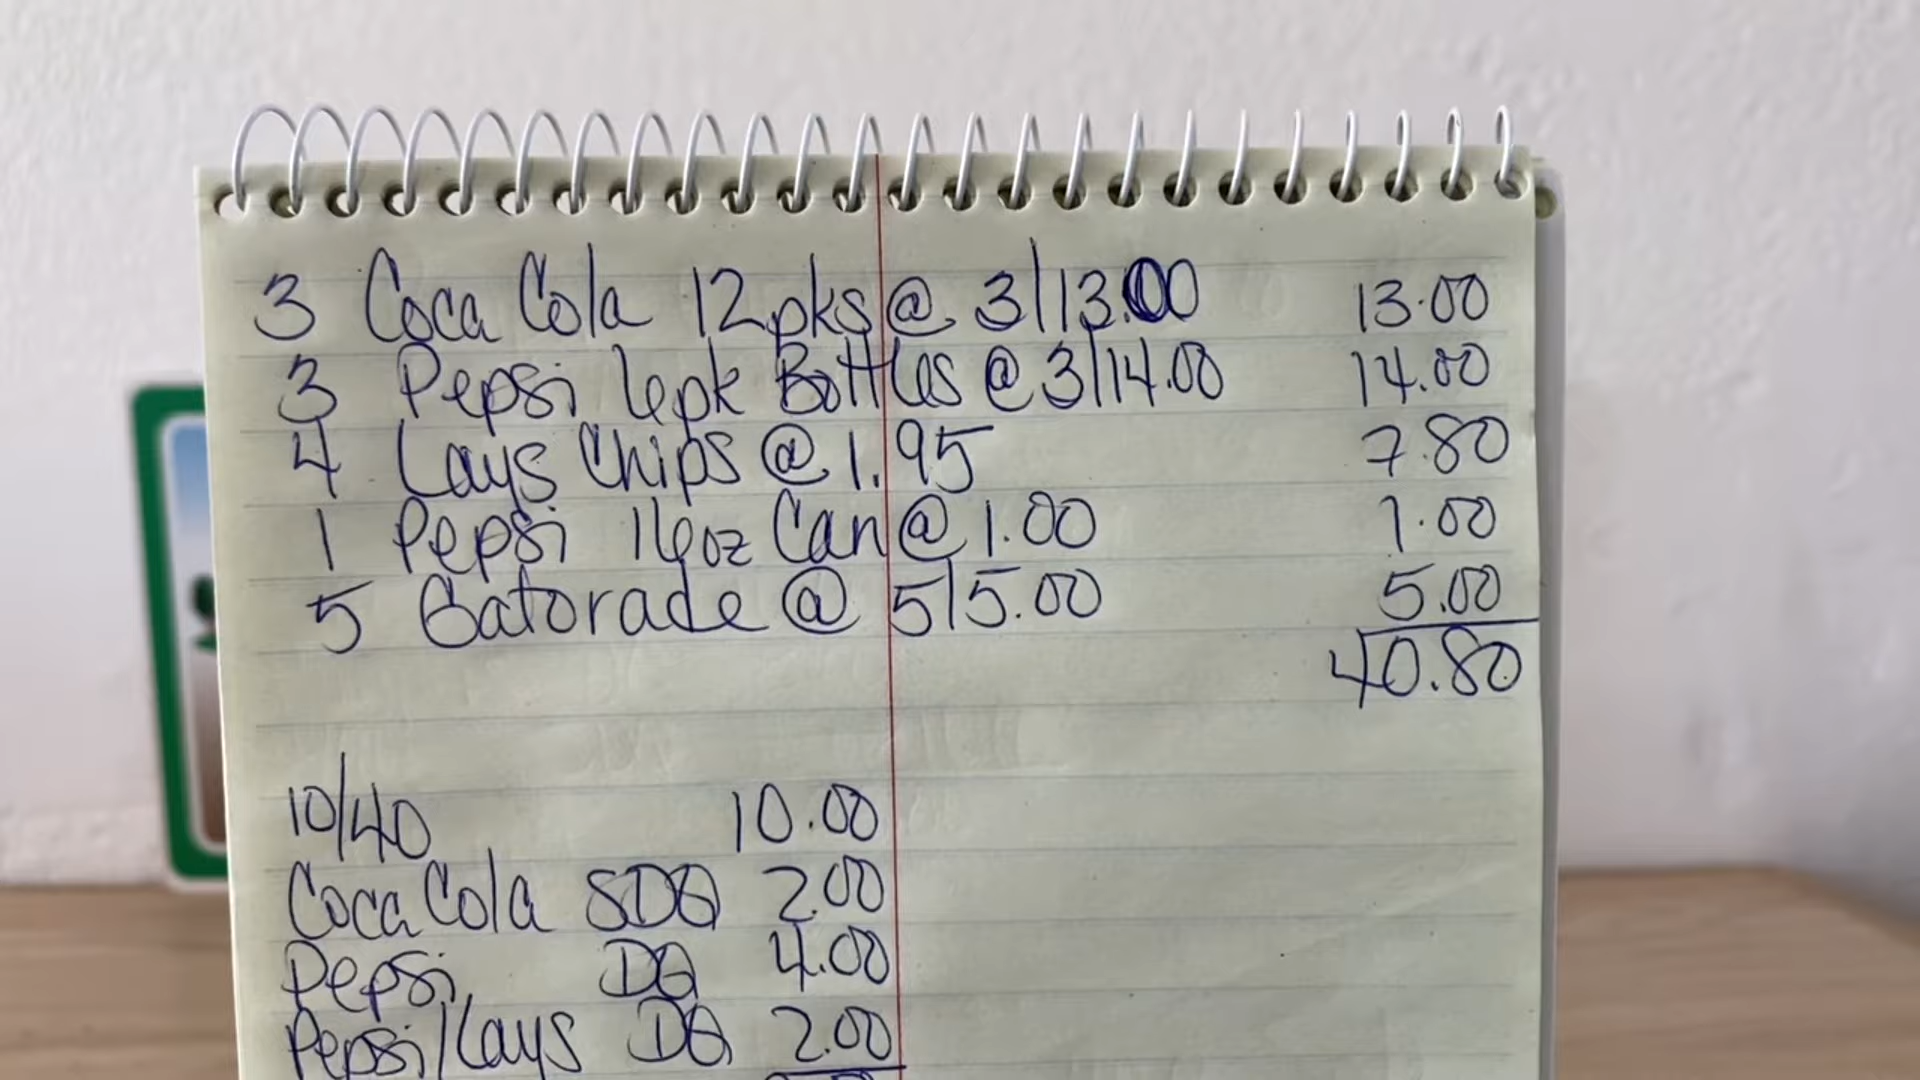 3 Coca Cola 12pks @ 3/13.00 13.00
3 Pepsi 6pk Bottles @ 3/14.00 14.00
4 Lays Chips @ 1.95 7.80
1 Pepsi 16oz Can @ 1.00 1.00
5 Gatorade @ 5/5.00 5.00
40.80
10/40 10.00
Coca Cola SDQ 2.00
Pepsi DQ 4.00
Pepsi/Lays DQ 2.00